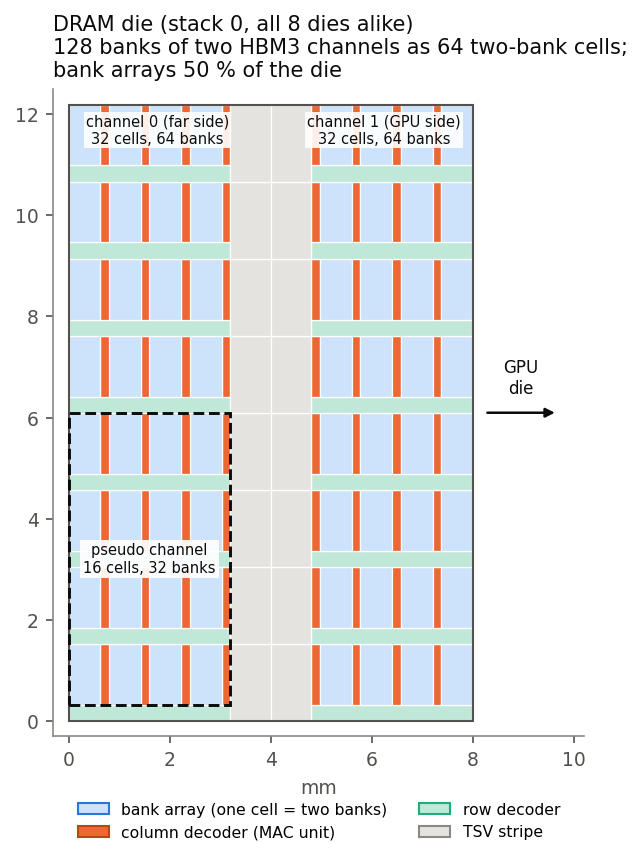 DRAM die (stack 0, all 8 dies alike)
128 banks of two HBM3 channels as 64 two-bank cells;
bank arrays 50 % of the die
channel 0 (far side)
32 cells, 64 banks
channel 1 (GPU side)
32 cells, 64 banks
GPU
die
pseudo channel
16 cells, 32 banks
12
10
8
6
4
2
0
0 2 4 6 8 10
mm
bank array (one cell = two banks)
column decoder (MAC unit)
row decoder
TSV stripe